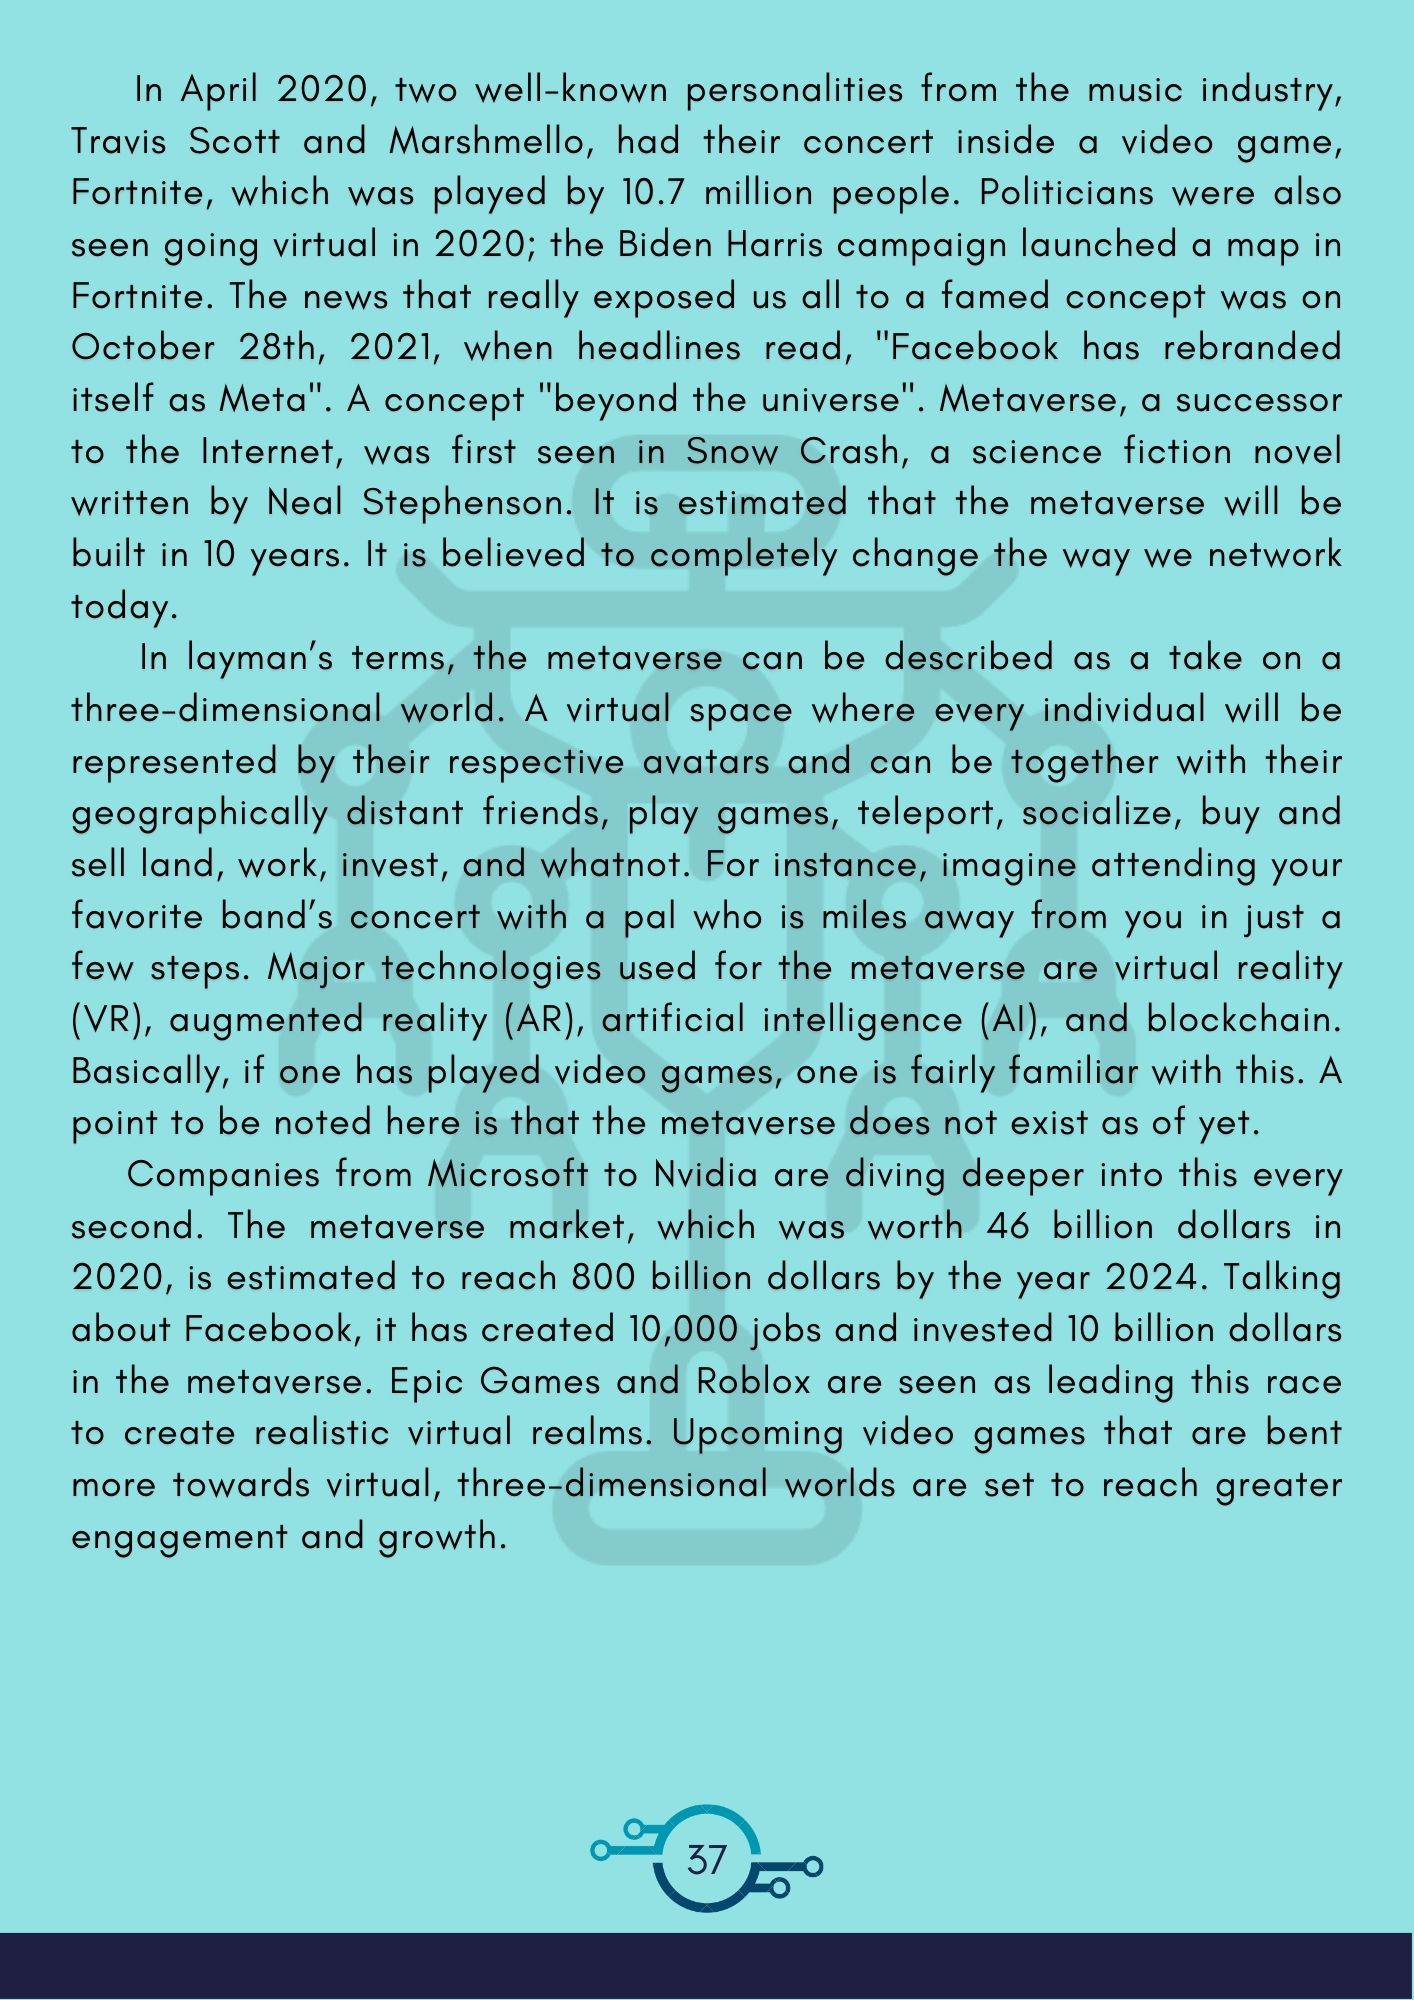 In April 2020, two well-known personalities from the music industry,
Travis Scott and Marshmello, had their concert inside a video game,
Fortnite, which was played by 10.7 million people. Politicians were also
seen going virtual in 2020; the Biden Harris campaign launched a map in
Fortnite. The news that really exposed us all to a famed concept was on
October 28th, 2021, when headlines read, "Facebook has rebranded
itself as Meta". A concept "beyond the universe". Metaverse, a successor
to the Internet, was first seen in Snow Crash, a science fiction novel
written by Neal Stephenson. It is estimated that the metaverse will be
built in 10 years. It is believed to completely change the way we network
today.
In layman’s terms, the metaverse can be described as a take on a
three-dimensional world. A virtual space where every individual will be
represented by their respective avatars and can be together with their
geographically distant friends, play games, teleport, socialize, buy and
sell land, work, invest, and whatnot. For instance, imagine attending your
favorite band’s concert with a pal who is miles away from you in just a
few steps. Major technologies used for the metaverse are virtual reality
(VR), augmented reality (AR), artificial intelligence (AI), and blockchain.
Basically, if one has played video games, one is fairly familiar with this. A
point to be noted here is that the metaverse does not exist as of yet.
Companies from Microsoft to Nvidia are diving deeper into this every
second. The metaverse market, which was worth 46 billion dollars in
2020, is estimated to reach 800 billion dollars by the year 2024. Talking
about Facebook, it has created 10,000 jobs and invested 10 billion dollars
in the metaverse. Epic Games and Roblox are seen as leading this race
to create realistic virtual realms. Upcoming video games that are bent
more towards virtual, three-dimensional worlds are set to reach greater
engagement and growth.
37